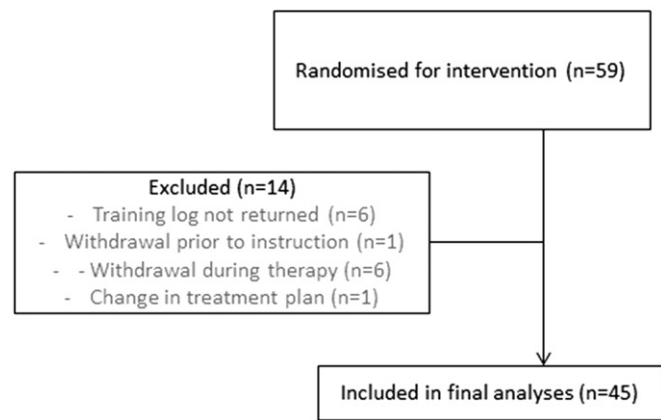 Randomised for intervention (n=59)
Excluded (n=14)
- Training log not returned (n=6)
- Withdrawal prior to instruction (n=1)
- - Withdrawal during therapy (n=6)
- Change in treatment plan (n=1)
Included in final analyses (n=45)